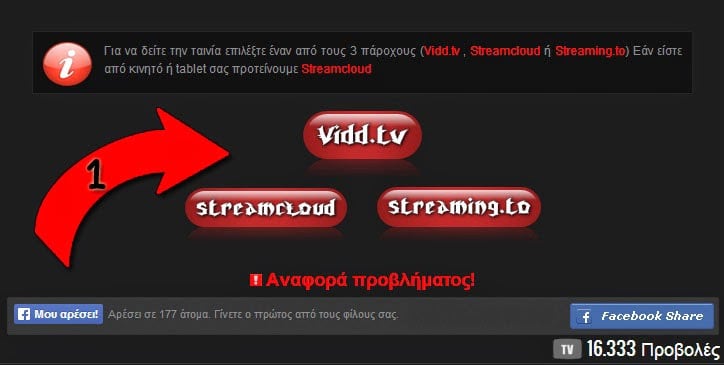 Για να δείτε την ταινία επιλέξτε έναν από τους 3 πάροχους (Vidd.tv , Streamcloud ή Streaming.to) Εάν είστε
από κινητό ή tablet σας προτείνουμε Streamcloud
1
Vidd.tv
streamcloud
streaming.to
Αναφορά προβλήματος!
Μου αρέσει! Αρέσει σε 177 άτομα. Γίνετε ο πρώτος από τους φίλους σας.
Facebook Share
TV 16.333 Προβολές